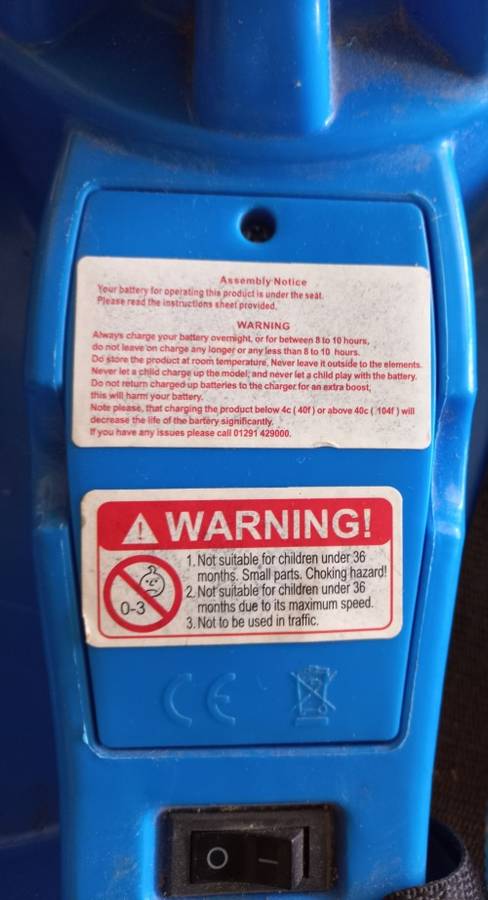 Assembly Notice
Your battery for operating this product is under the seat.
Please read the instructions sheet provided.
WARNING
Always charge your battery overnight, or for between 8 to 10 hours,
do not leave on charge any longer or any less than 8 to 10 hours.
Do store the product at room temperature. Never leave it outside to the elements.
Never let a child charge up the model, and never let a child play with the battery.
Do not return charged up batteries to the charger for an extra boost,
this will harm your battery.
Note please, that charging the product below 4c ( 40f ) or above 40c ( 104f ) will
decrease the life of the bartery significantly.
If you have any issues please call 01291 429000.
WARNING!
1. Not suitable for children under 36
months. Small parts. Choking hazard!
2. Not suitable for children under 36
months due to its maximum speed.
3. Not to be used in traffic.
0-3
CE
O I